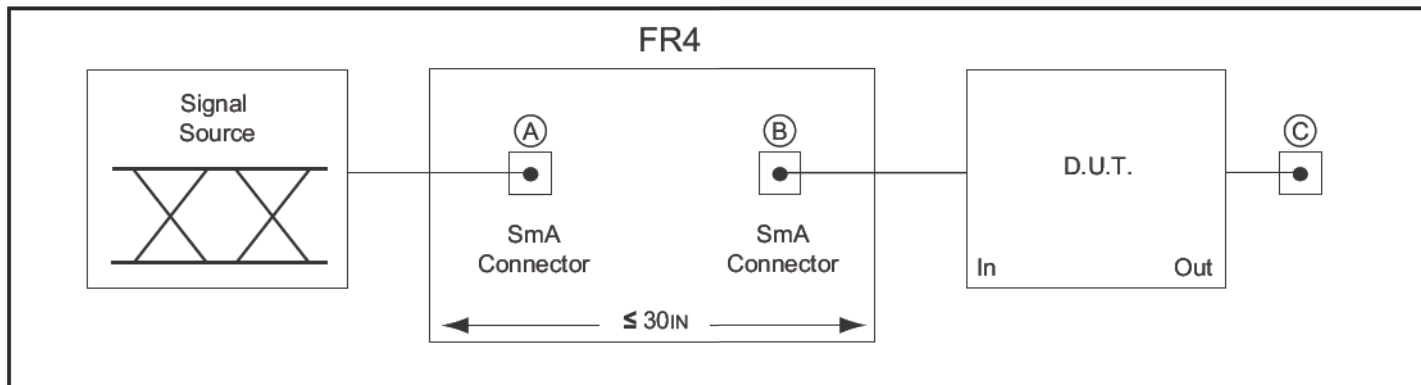 FR4
Signal
Source
A
B
C
D.U.T.
SmA
Connector
SmA
Connector
In
Out
≤ 30IN